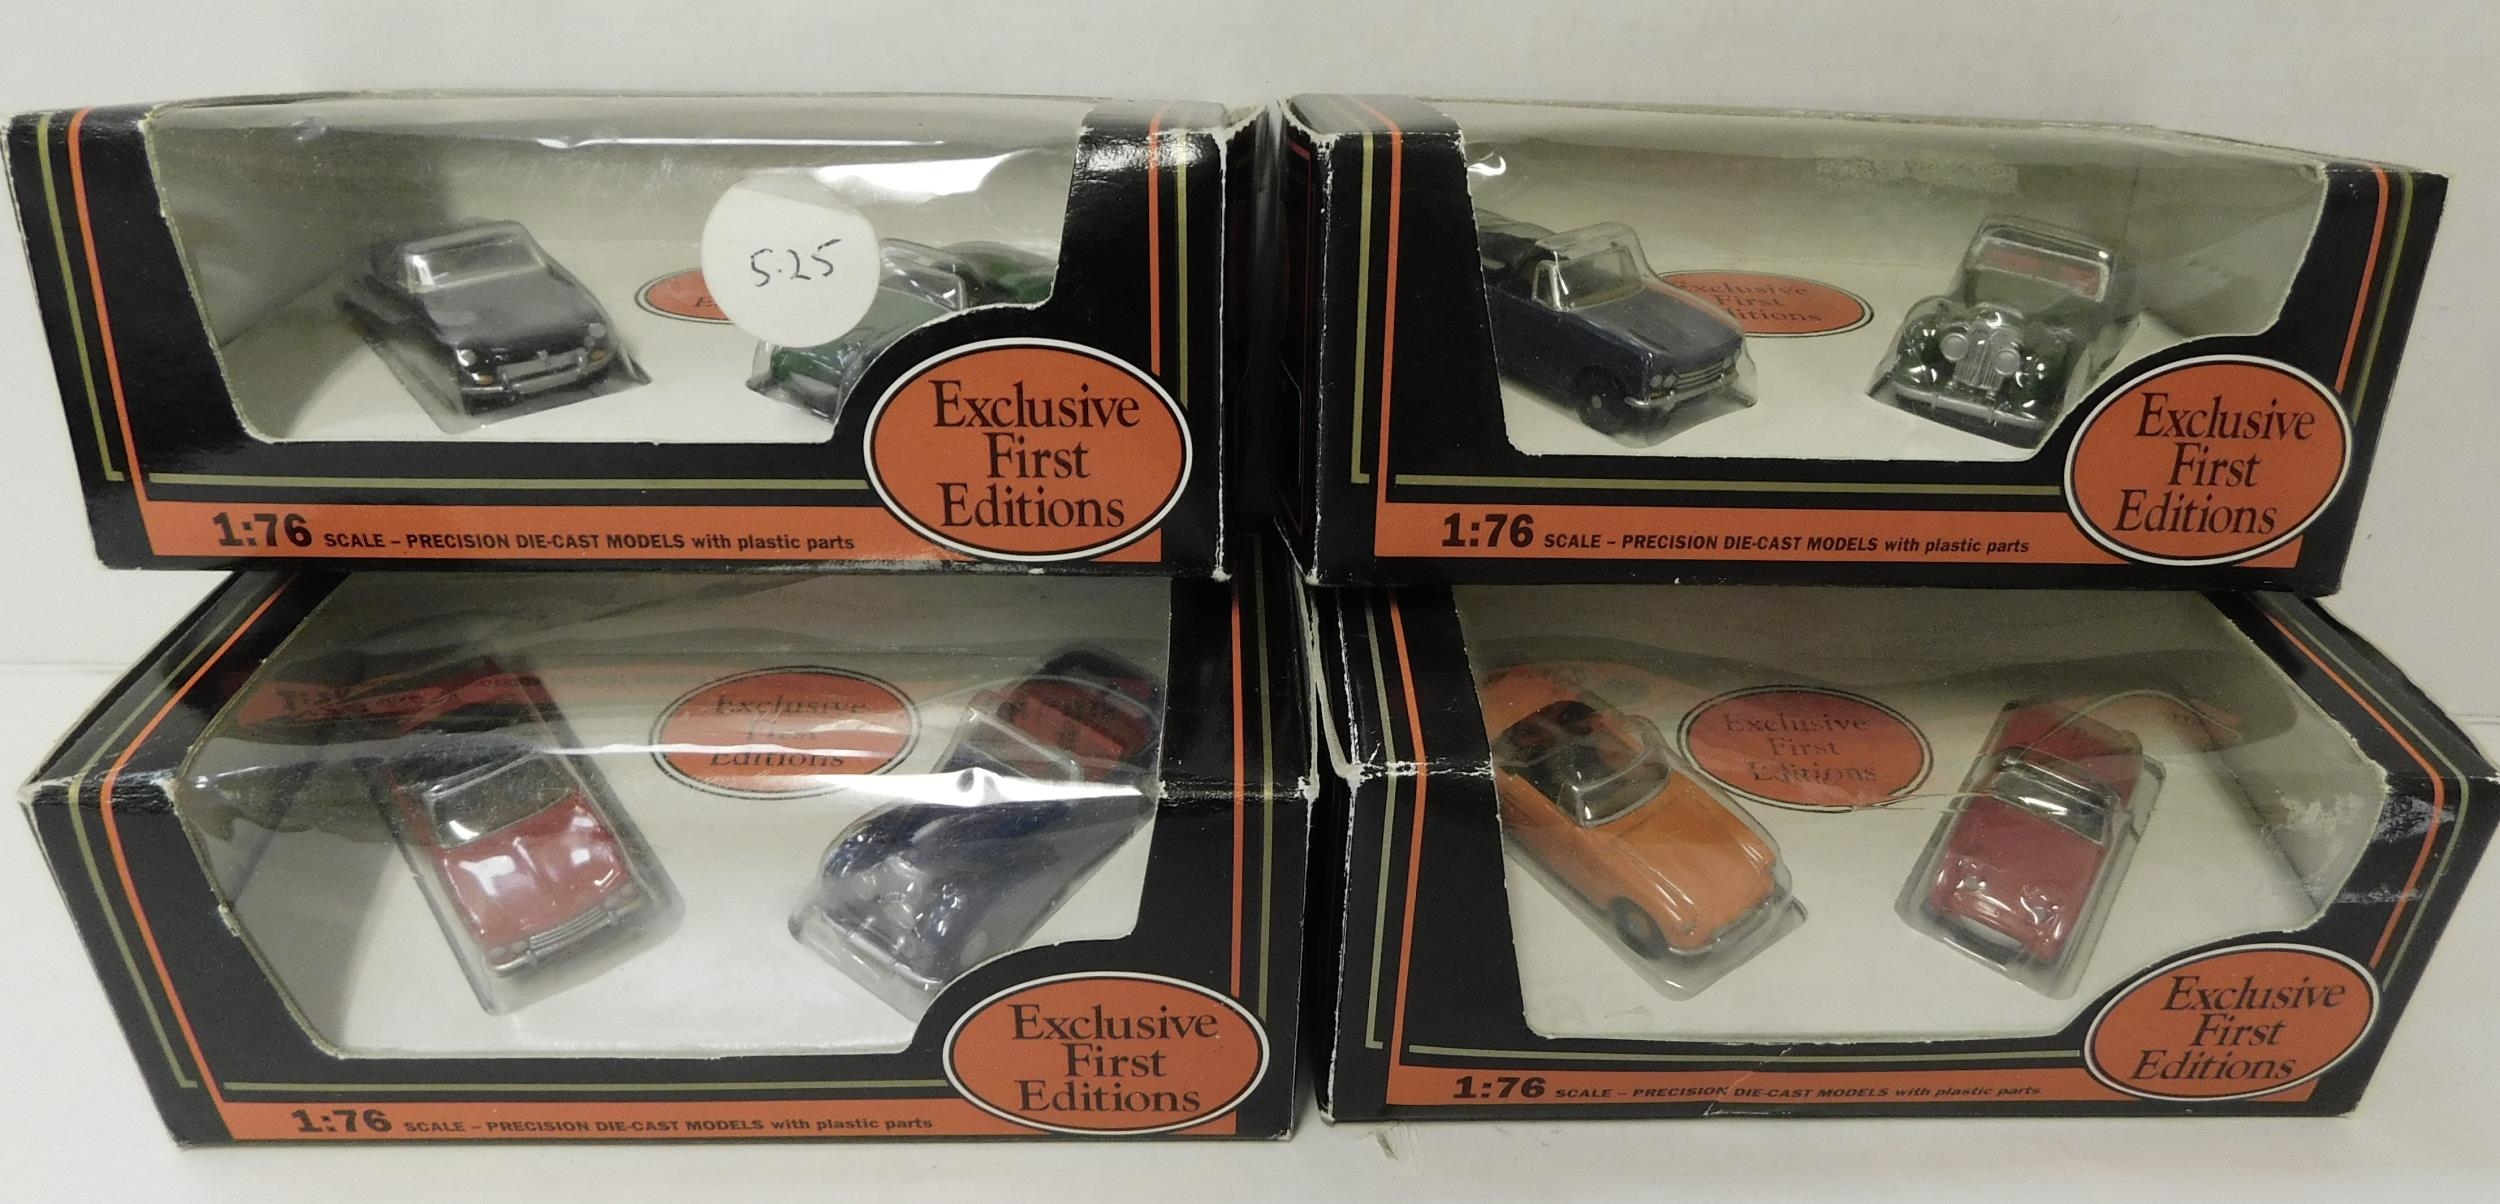 5.25
Exclusive
First
Editions
1:76 SCALE – PRECISION DIE-CAST MODELS with plastic parts
Exclusive
First
Editions
Exclusive
First
Editions
1:76 SCALE – PRECISION DIE-CAST MODELS with plastic parts
Exclusive
First
Editions
Exclusive
First
Editions
1:76 SCALE – PRECISION DIE-CAST MODELS with plastic parts
Exclusive
First
Editions
Exclusive
First
Editions
1:76 SCALE – PRECISION DIE-CAST MODELS with plastic parts